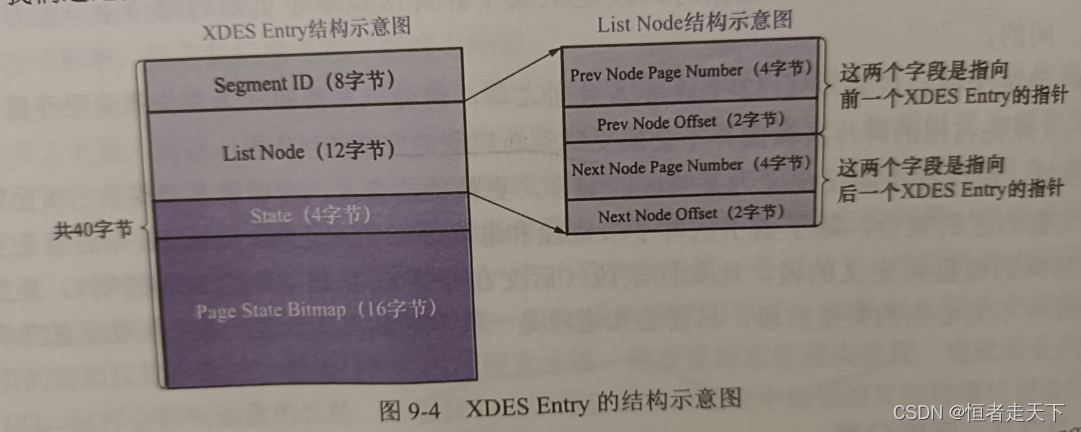 XDES Entry结构示意图
Segment ID（8字节）
List Node（12字节）
State（4字节）
Page State Bitmap（16字节）
共40字节
List Node结构示意图
Prev Node Page Number（4字节）
Prev Node Offset（2字节）
Next Node Page Number（4字节）
Next Node Offset（2字节）
这两个字段是指向
前一个XDES Entry的指针
这两个字段是指向
后一个XDES Entry的指针
图 9-4 XDES Entry 的结构示意图
CSDN @恒者走天下